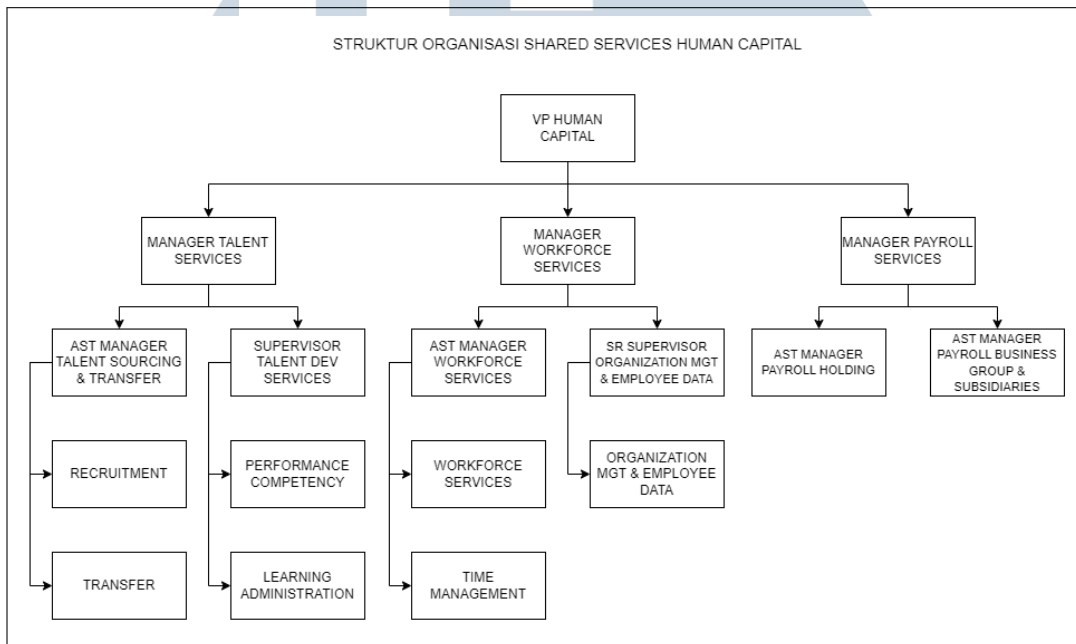 STRUKTUR ORGANISASI SHARED SERVICES HUMAN CAPITAL
VP HUMAN
CAPITAL
MANAGER TALENT
SERVICES
MANAGER
WORKFORCE
SERVICES
MANAGER PAYROLL
SERVICES
AST MANAGER
TALENT SOURCING
& TRANSFER
SUPERVISOR
TALENT DEV
SERVICES
AST MANAGER
WORKFORCE
SERVICES
SR SUPERVISOR
ORGANIZATION MGT
& EMPLOYEE DATA
AST MANAGER
PAYROLL HOLDING
AST MANAGER
PAYROLL BUSINESS
GROUP &
SUBSIDIARIES
RECRUITMENT
PERFORMANCE
COMPETENCY
WORKFORCE
SERVICES
ORGANIZATION
MGT & EMPLOYEE
DATA
TRANSFER
LEARNING
ADMINISTRATION
TIME
MANAGEMENT